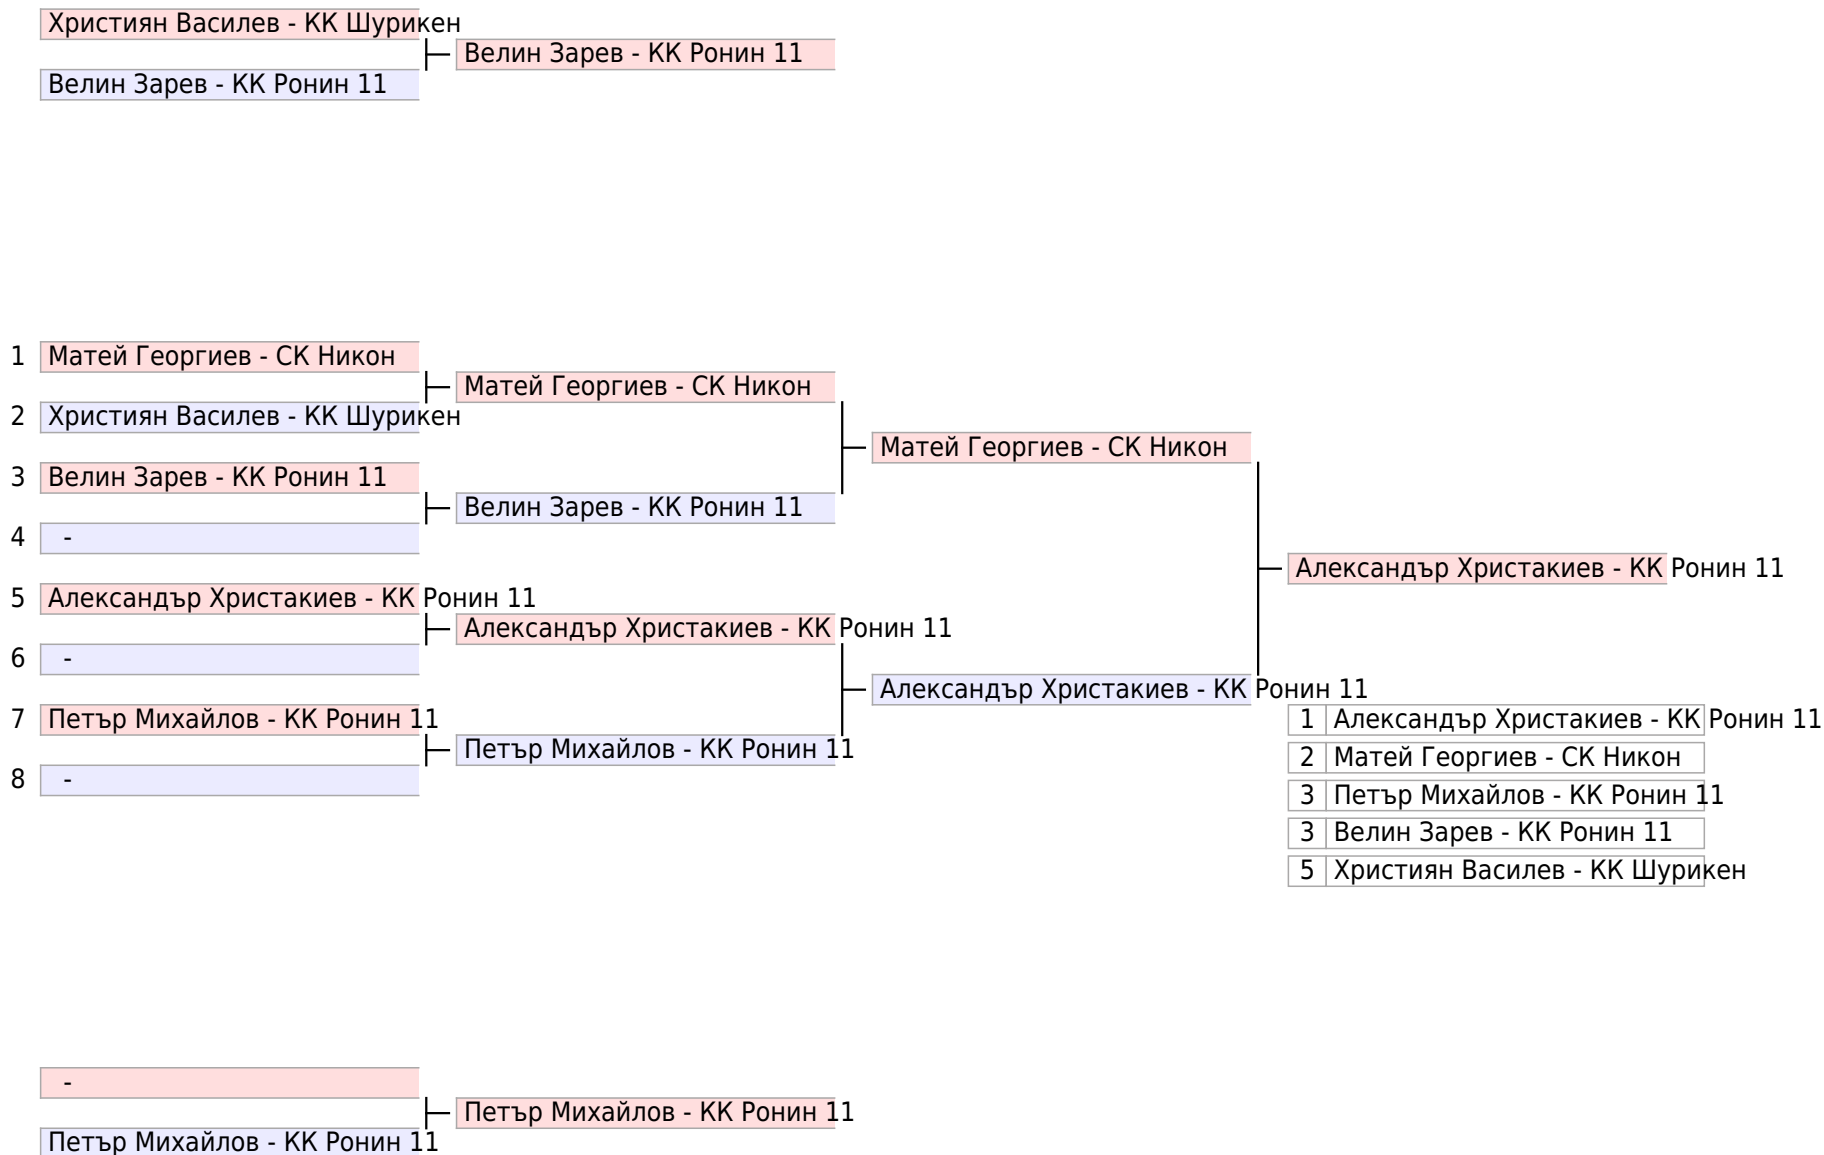 Християн Василев - КК Шурикен
Велин Зарев - КК Ронин 11
Велин Зарев - КК Ронин 11
1 Матей Георгиев - СК Никон
Матей Георгиев - СК Никон
2 Християн Василев - КК Шурикен
Матей Георгиев - СК Никон
3 Велин Зарев - КК Ронин 11
Велин Зарев - КК Ронин 11
4 -
Александър Христакиев - КК Ронин 11
5 Александър Христакиев - КК Ронин 11
Александър Христакиев - КК Ронин 11
6 -
Александър Христакиев - КК Ронин 11
7 Петър Михайлов - КК Ронин 11
Петър Михайлов - КК Ронин 11
8 -
1 Александър Христакиев - КК Ронин 11
2 Матей Георгиев - СК Никон
3 Петър Михайлов - КК Ронин 11
3 Велин Зарев - КК Ронин 11
5 Християн Василев - КК Шурикен
-
Петър Михайлов - КК Ронин 11
Петър Михайлов - КК Ронин 11